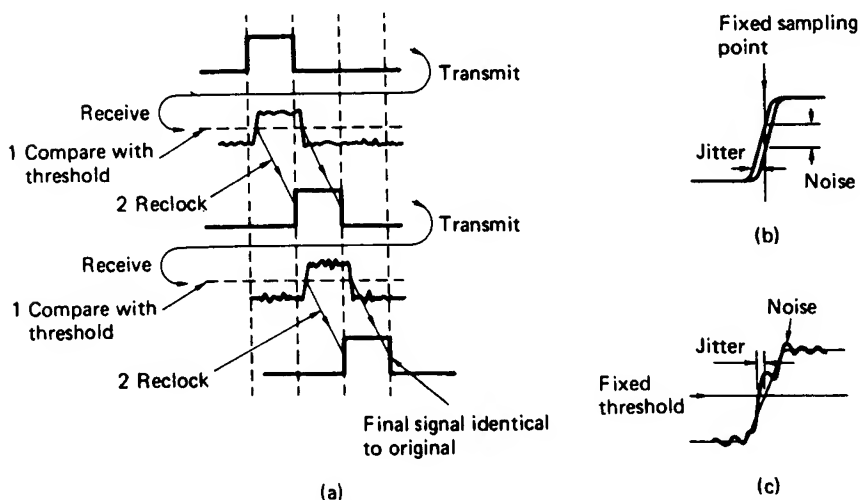 Transmit
Receive
1 Compare with
threshold
2 Reclock
Transmit
Receive
1 Compare with
threshold
2 Reclock
Final signal identical
to original
(a)
Fixed sampling
point
Jitter
Noise
(b)
Noise
Jitter
Fixed
threshold
(c)